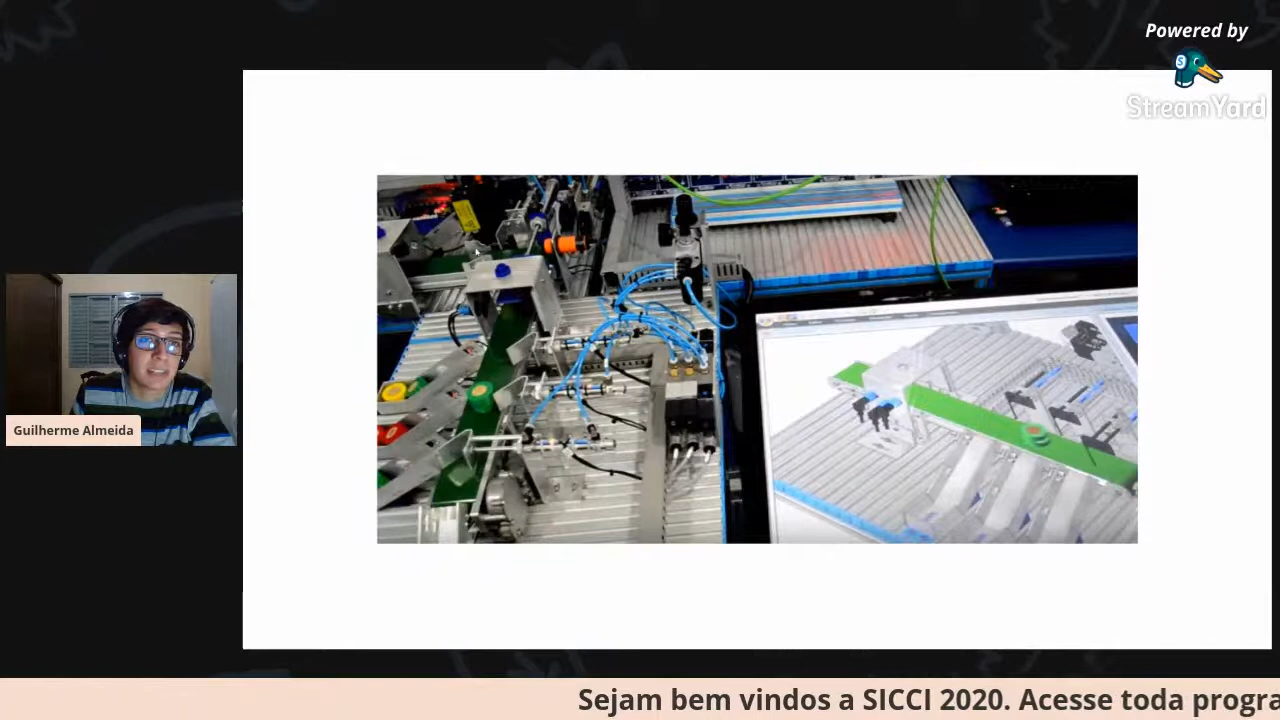 Powered by
StreamYard
Guilherme Almeida
Sejam bem vindos a SICCI 2020. Acesse toda progra